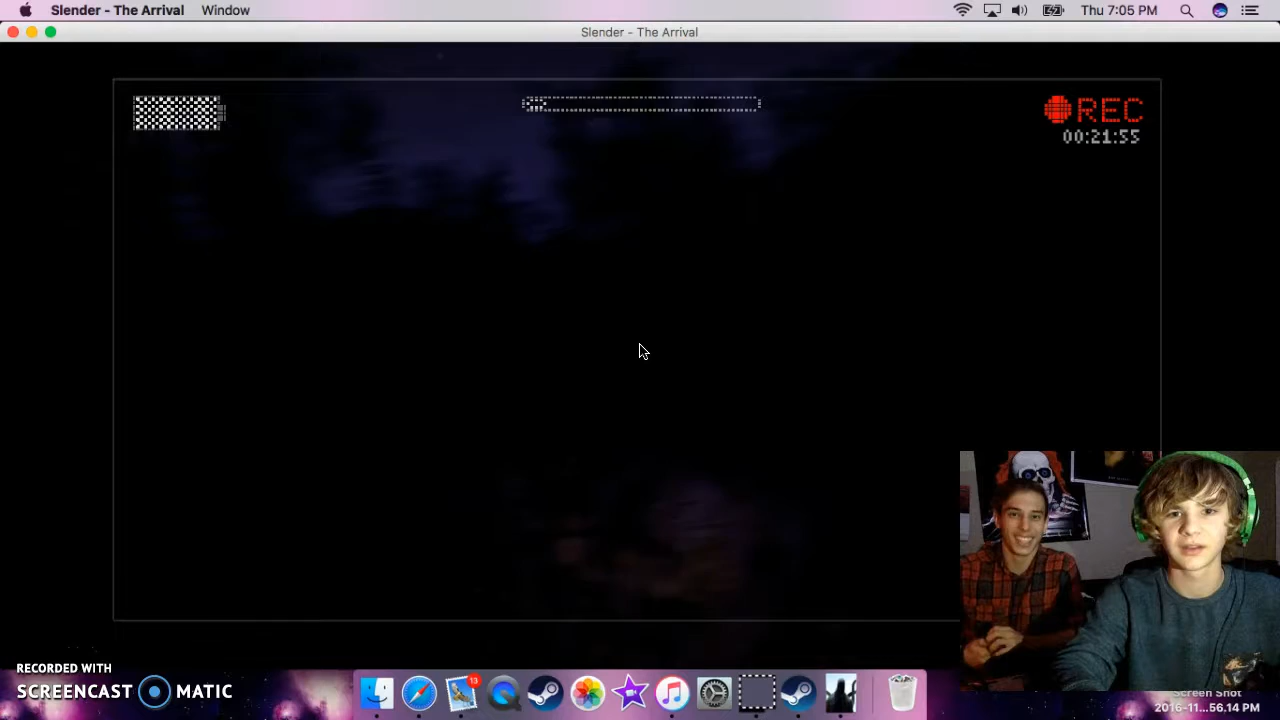 Slender - The Arrival Window Thu 7:05 PM
Slender - The Arrival
REC
00:21:55
13
RECORDED WITH
SCREENCAST MATIC
Screen Shot
2016-11...56.14 PM